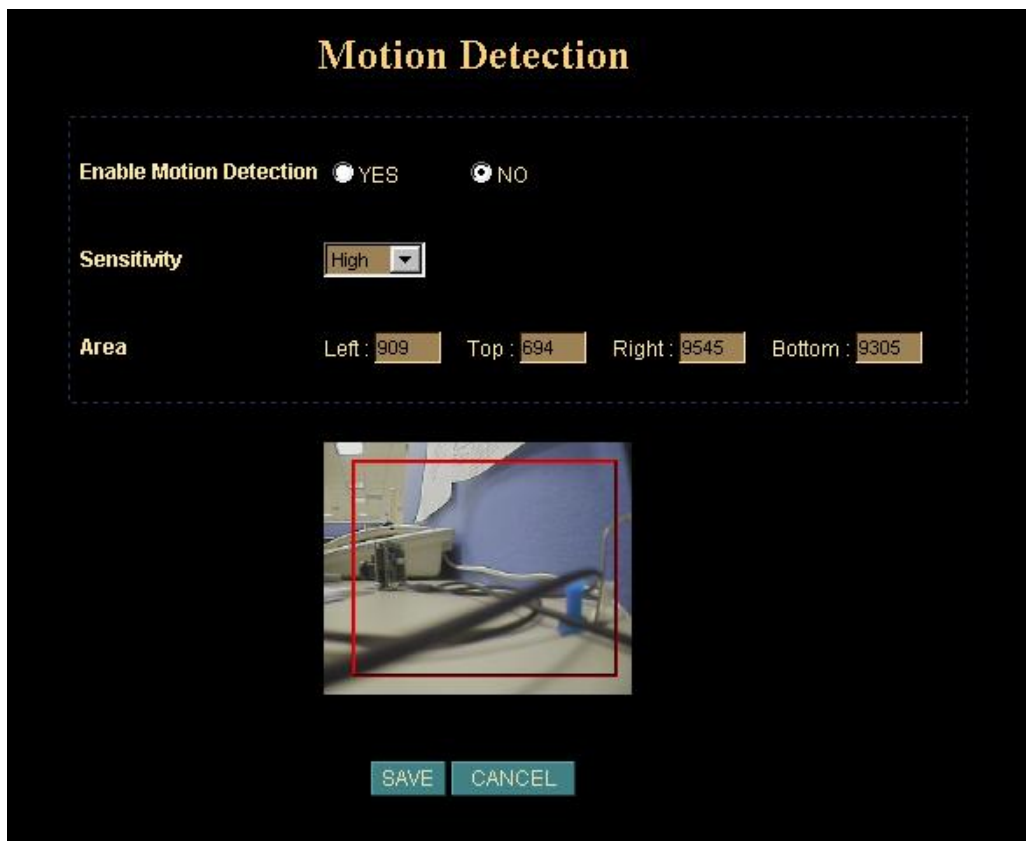 Motion Detection
Enable Motion Detection YES NO
Sensitivity High
Area Left : 909 Top : 694 Right : 9545 Bottom : 9305
SAVE CANCEL